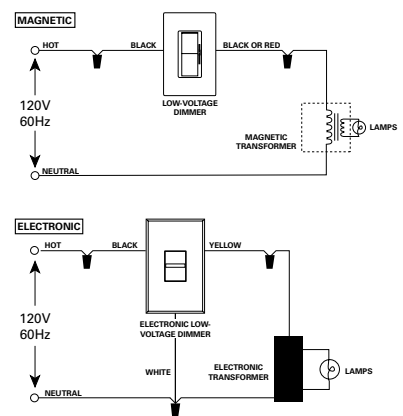 MAGNETIC
HOT
BLACK
BLACK OR RED
120V
60Hz
LOW-VOLTAGE
DIMMER
MAGNETIC
TRANSFORMER
LAMPS
NEUTRAL
ELECTRONIC
HOT
BLACK
YELLOW
120V
60Hz
ELECTRONIC LOW-
VOLTAGE DIMMER
WHITE
ELECTRONIC
TRANSFORMER
LAMPS
NEUTRAL